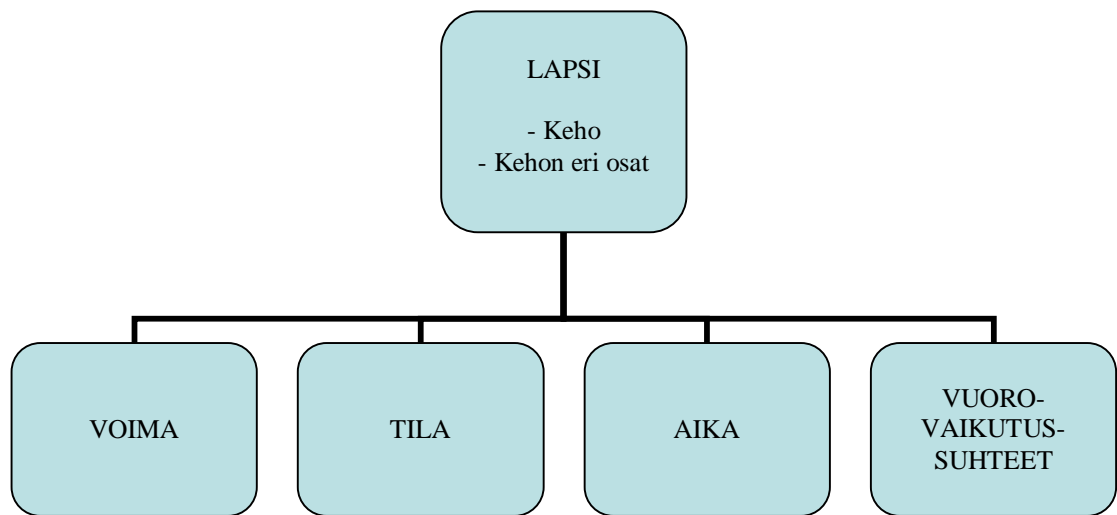 LAPSI
- Keho
- Kehon eri osat
VOIMA
TILA
AIKA
VUORO-
VAIKUTUS-
SUHTEET